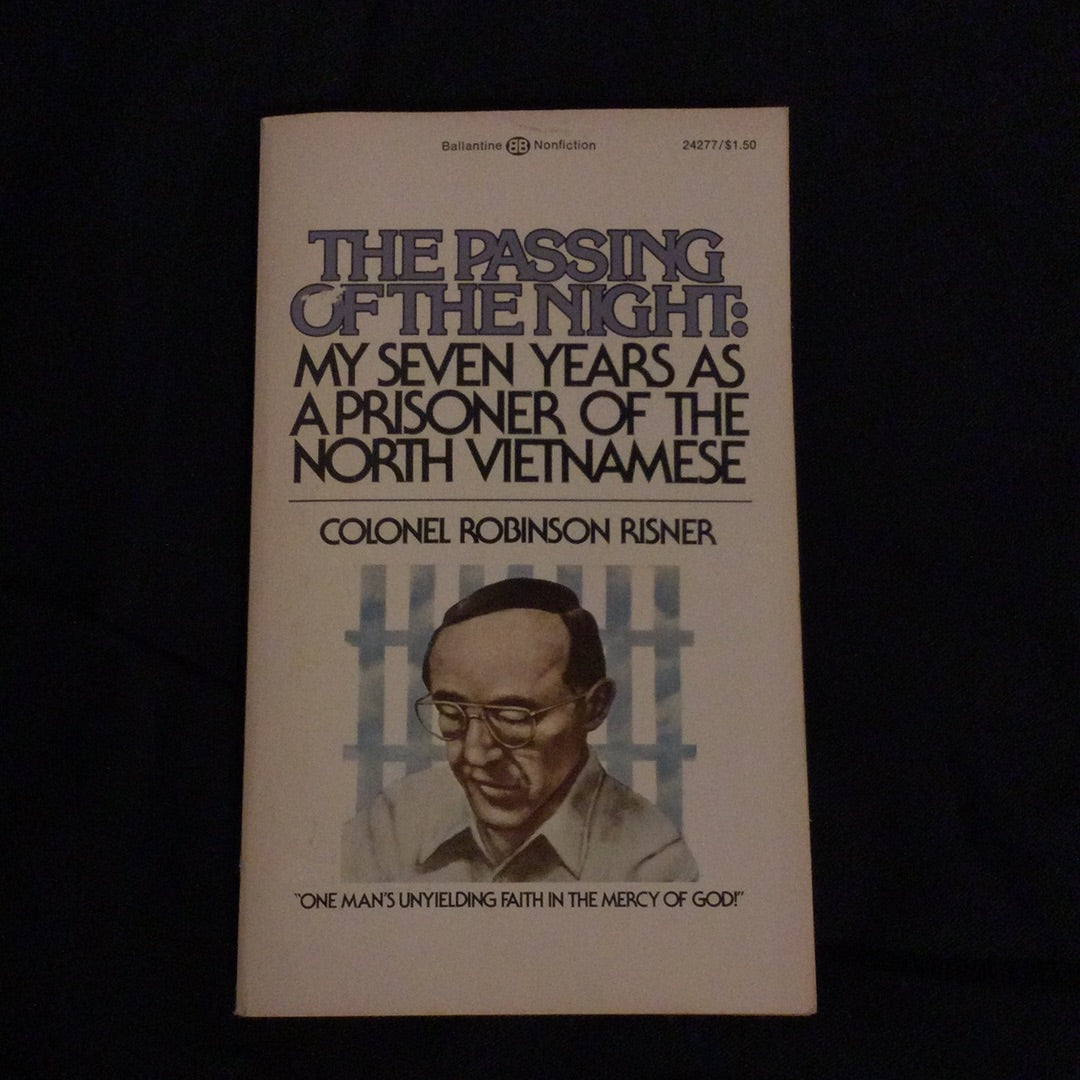 Ballantine BB Nonfiction 24277/$1.50
THE PASSING
OF THE NIGHT:
MY SEVEN YEARS AS
A PRISONER OF THE
NORTH VIETNAMESE
COLONEL ROBINSON RISNER
"ONE MAN'S UNYIELDING FAITH IN THE MERCY OF GOD!"